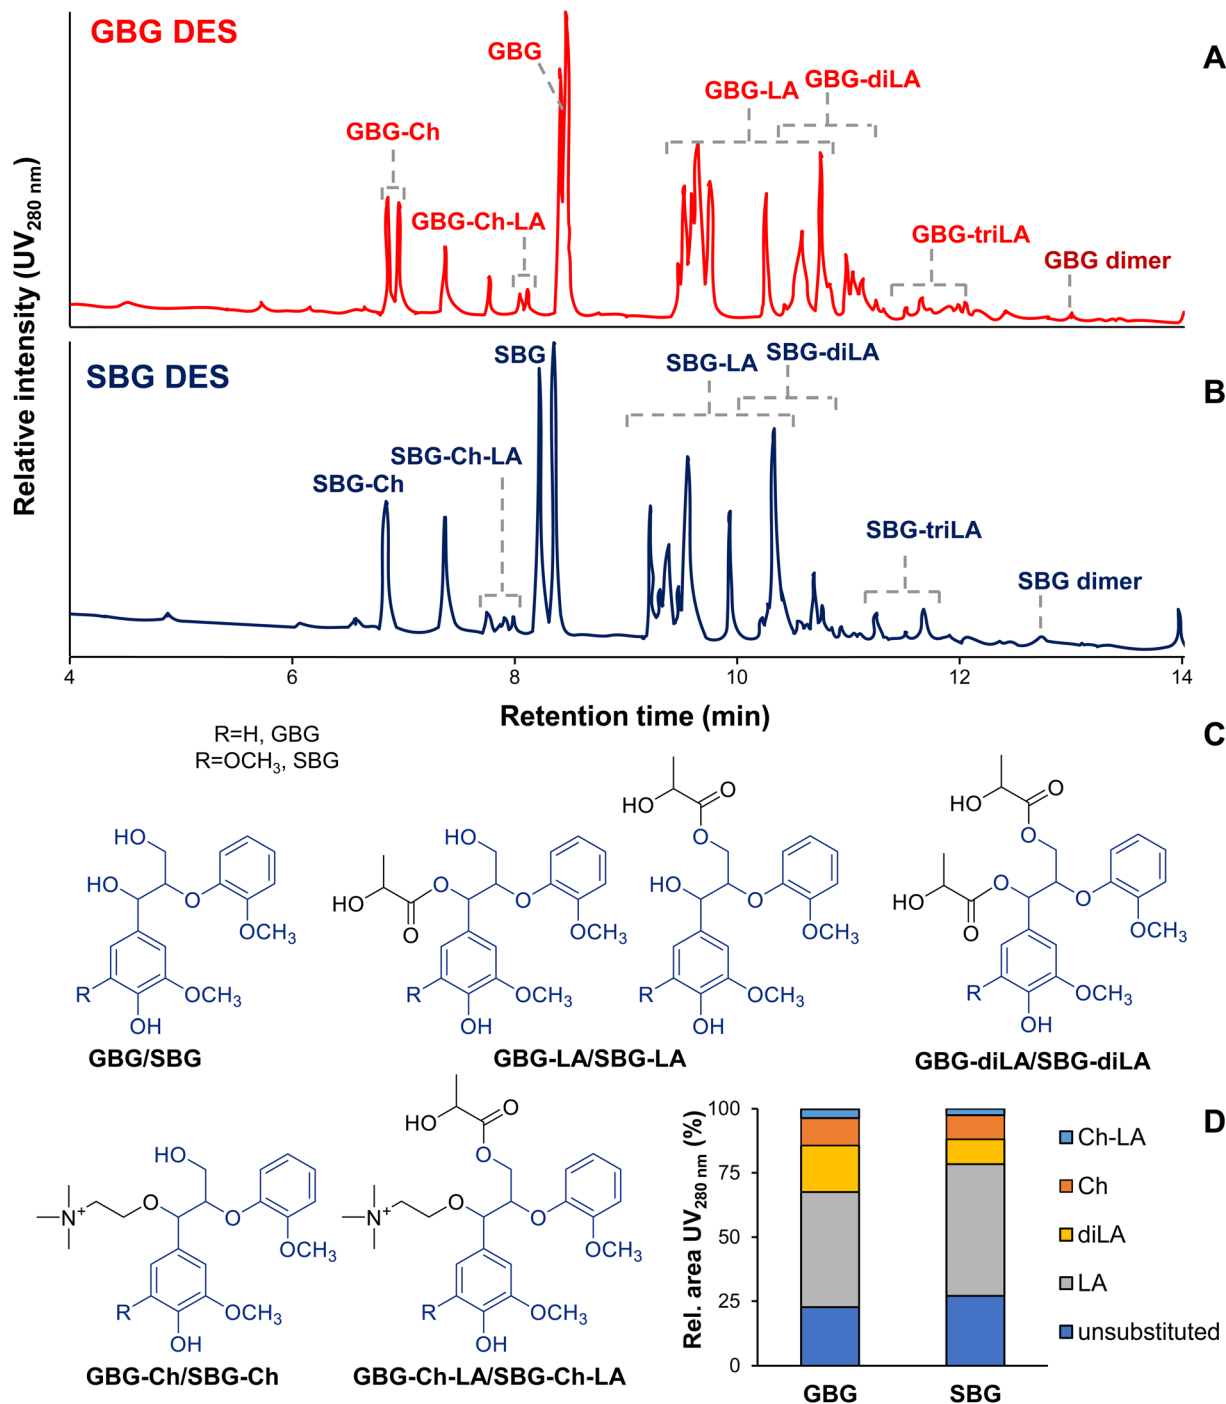 GBG DES
A
GBG
GBG-Ch
GBG-Ch-LA
GBG-LA
GBG-diLA
GBG-triLA
GBG dimer
Relative intensity (UV280 nm)
SBG DES
B
SBG
SBG-Ch
SBG-Ch-LA
SBG-LA
SBG-diLA
SBG-triLA
SBG dimer
4 6 8 10 12 14
Retention time (min)
C
R=H, GBG
R=OCH3, SBG
HO
HO
O
OCH3
R
OCH3
OH
GBG/SBG
HO
HO
O
O
O
OCH3
R
OCH3
OH
HO
O
O
HO
O
OCH3
R
OCH3
OH
GBG-LA/SBG-LA
HO
O
O
HO
O
O
O
OCH3
R
OCH3
OH
GBG-diLA/SBG-diLA
HO
N+
O
O
OCH3
R
OCH3
OH
GBG-Ch/SBG-Ch
HO
O
O
N+
O
O
OCH3
R
OCH3
OH
GBG-Ch-LA/SBG-Ch-LA
D
Rel. area UV280 nm (%)
100
75
50
25
0
GBG
SBG
Ch-LA
Ch
diLA
LA
unsubstituted